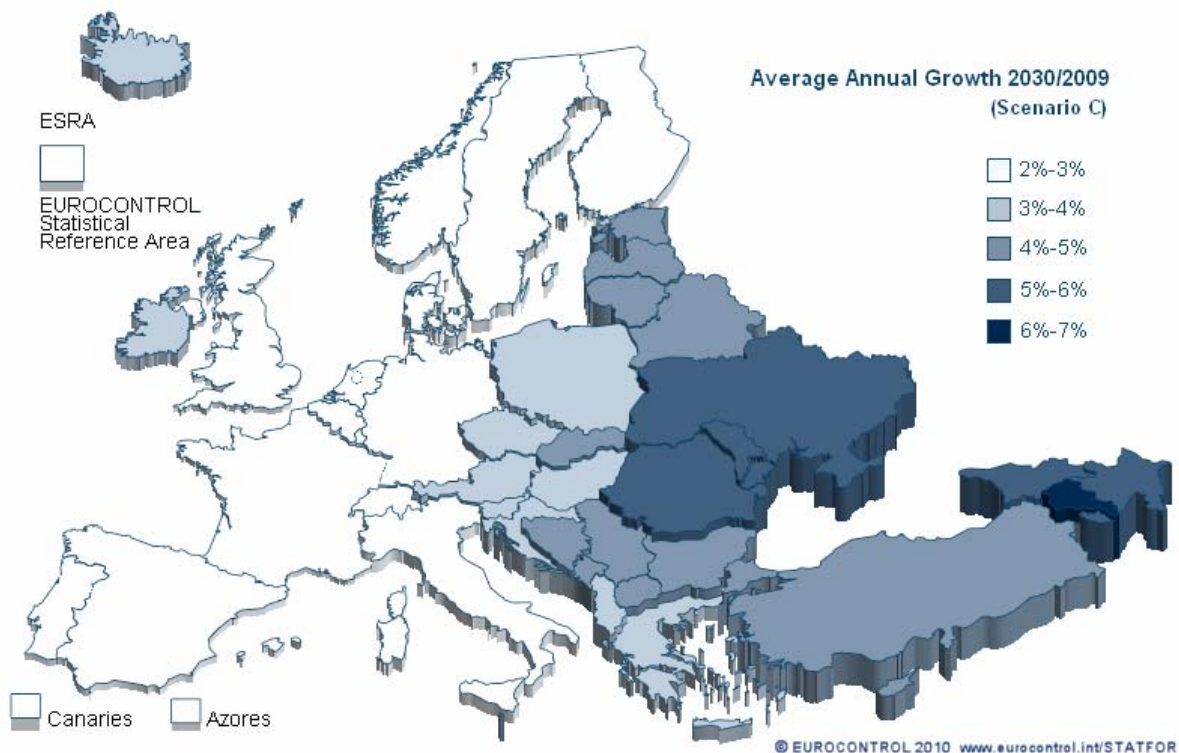 ESRA
EUROCONTROL
Statistical
Reference Area
Average Annual Growth 2030/2009
(Scenario C)
2%-3%
3%-4%
4%-5%
5%-6%
6%-7%
Canaries
Azores
© EUROCONTROL 2010 www.eurocontrol.int/STATFOR